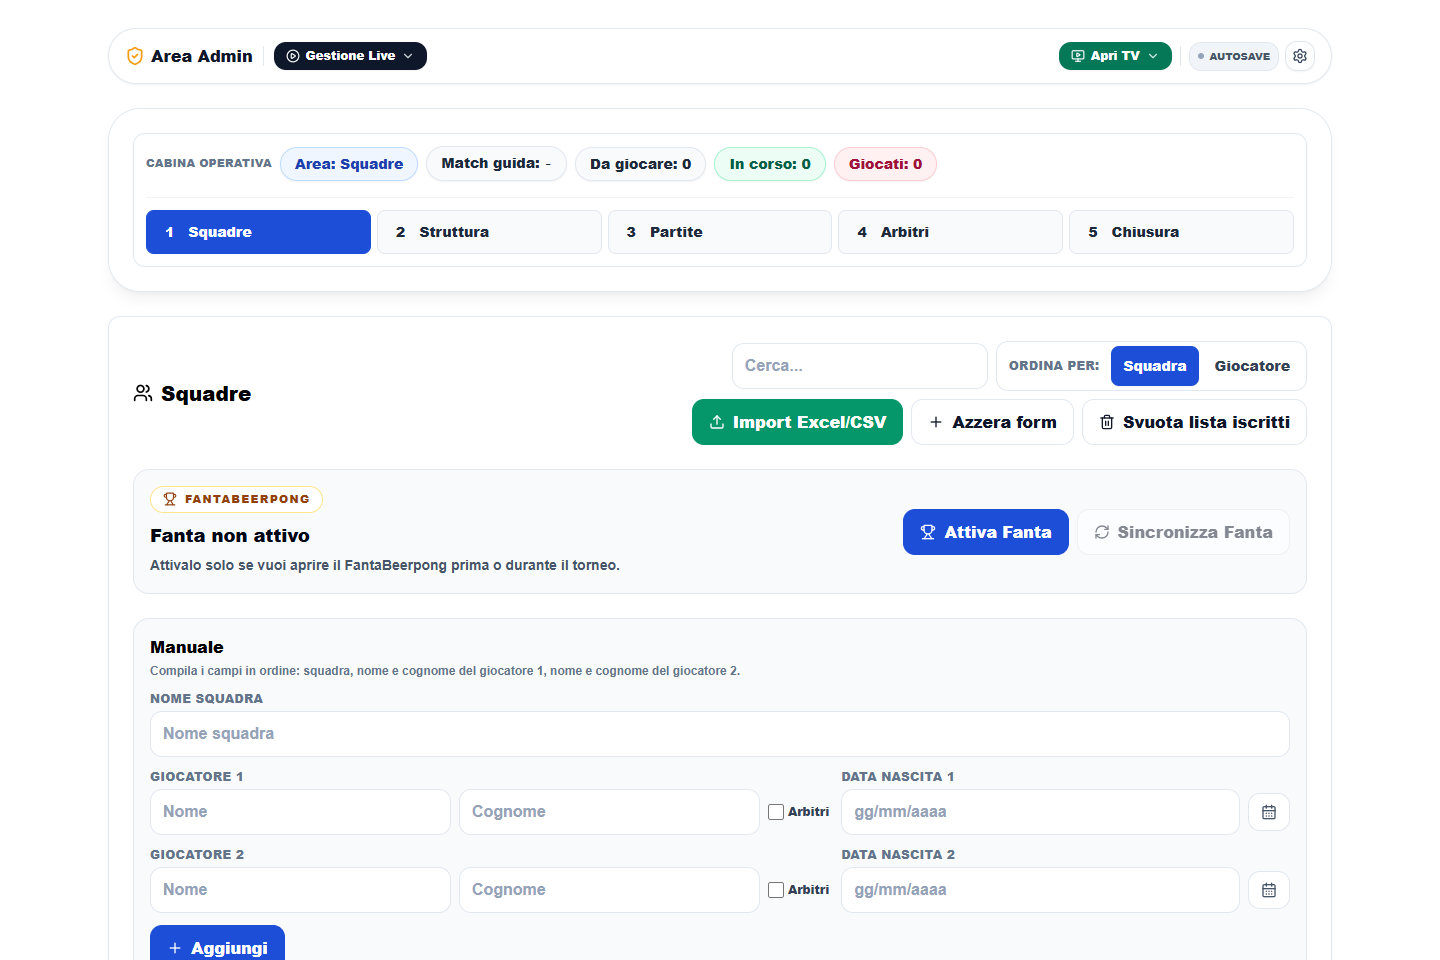 Area Admin
Gestione Live
Apri TV
AUTOSAVE
CABINA OPERATIVA
Area: Squadre
Match guida: -
Da giocare: 0
In corso: 0
Giocati: 0
1 Squadre
2 Struttura
3 Partite
4 Arbitri
5 Chiusura
Squadre
Cerca...
ORDINA PER:
Squadra
Giocatore
Import Excel/CSV
Azzera form
Svuota lista iscritti
FANTABEERPONG
Fanta non attivo
Attivalo solo se vuoi aprire il FantaBeerpong prima o durante il torneo.
Attiva Fanta
Sincronizza Fanta
Manuale
Compila i campi in ordine: squadra, nome e cognome del giocatore 1, nome e cognome del giocatore 2.
NOME SQUADRA
Nome squadra
GIOCATORE 1
DATA NASCITA 1
Nome
Cognome
Arbitri
gg/mm/aaaa
GIOCATORE 2
DATA NASCITA 2
Nome
Cognome
Arbitri
gg/mm/aaaa
Aggiungi